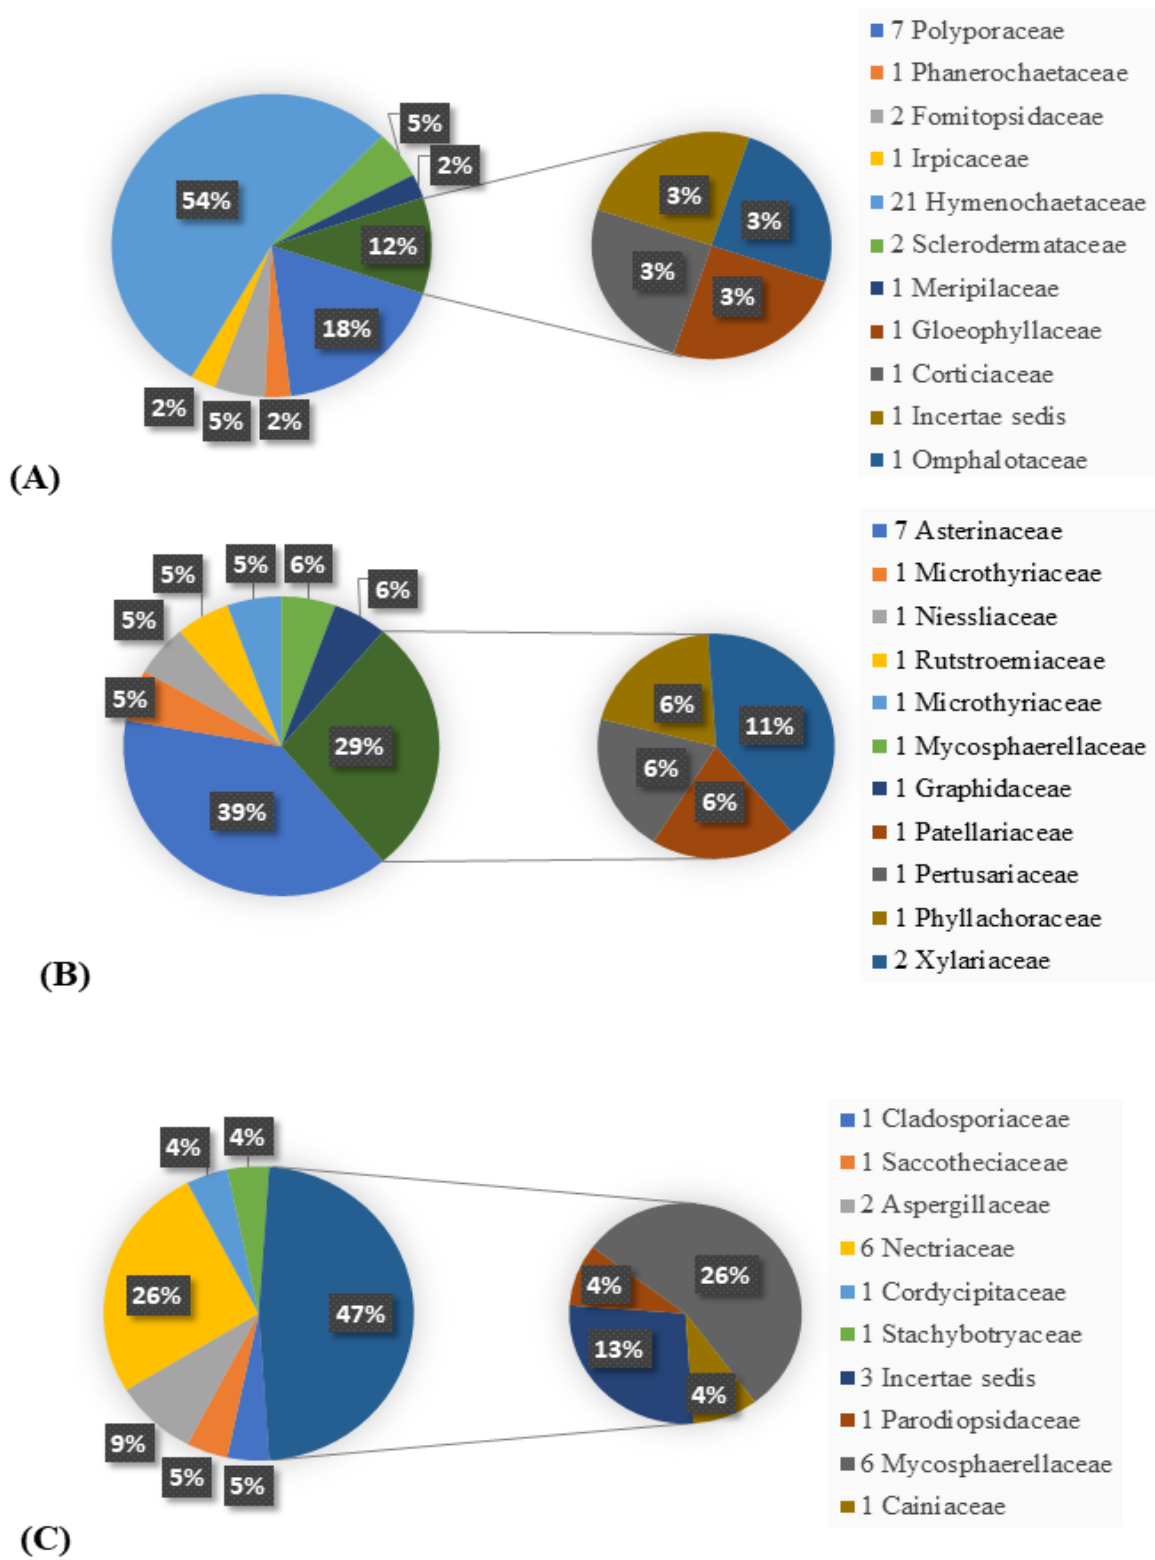 7 Polyporaceae
1 Phanerochaetaceae
2 Fomitopsidaceae
1 Irpicaceae
21 Hymenochaetaceae
2 Sclerodermataceae
1 Meripilaceae
1 Gloeophyllaceae
1 Corticiaceae
1 Incertae sedis
1 Omphalotaceae
5%
2%
54%
12%
18%
2%
5%
2%
3%
3%
3%
3%
(A)
7 Asterinaceae
1 Microthyriaceae
1 Niessliaceae
1 Rutstroemiaceae
1 Microthyriaceae
1 Mycosphaerellaceae
1 Graphidaceae
1 Patellariaceae
1 Pertusariaceae
1 Phyllachoraceae
2 Xylariaceae
5%
5%
6%
5%
6%
5%
29%
39%
6%
11%
6%
6%
(B)
1 Cladosporiaceae
1 Saccotheciaceae
2 Aspergillaceae
6 Nectriaceae
1 Cordycipitaceae
1 Stachybotryaceae
3 Incertae sedis
1 Parodiopsidaceae
6 Mycosphaerellaceae
1 Cainiaceae
4%
4%
26%
47%
9%
5%
5%
26%
4%
13%
4%
(C)